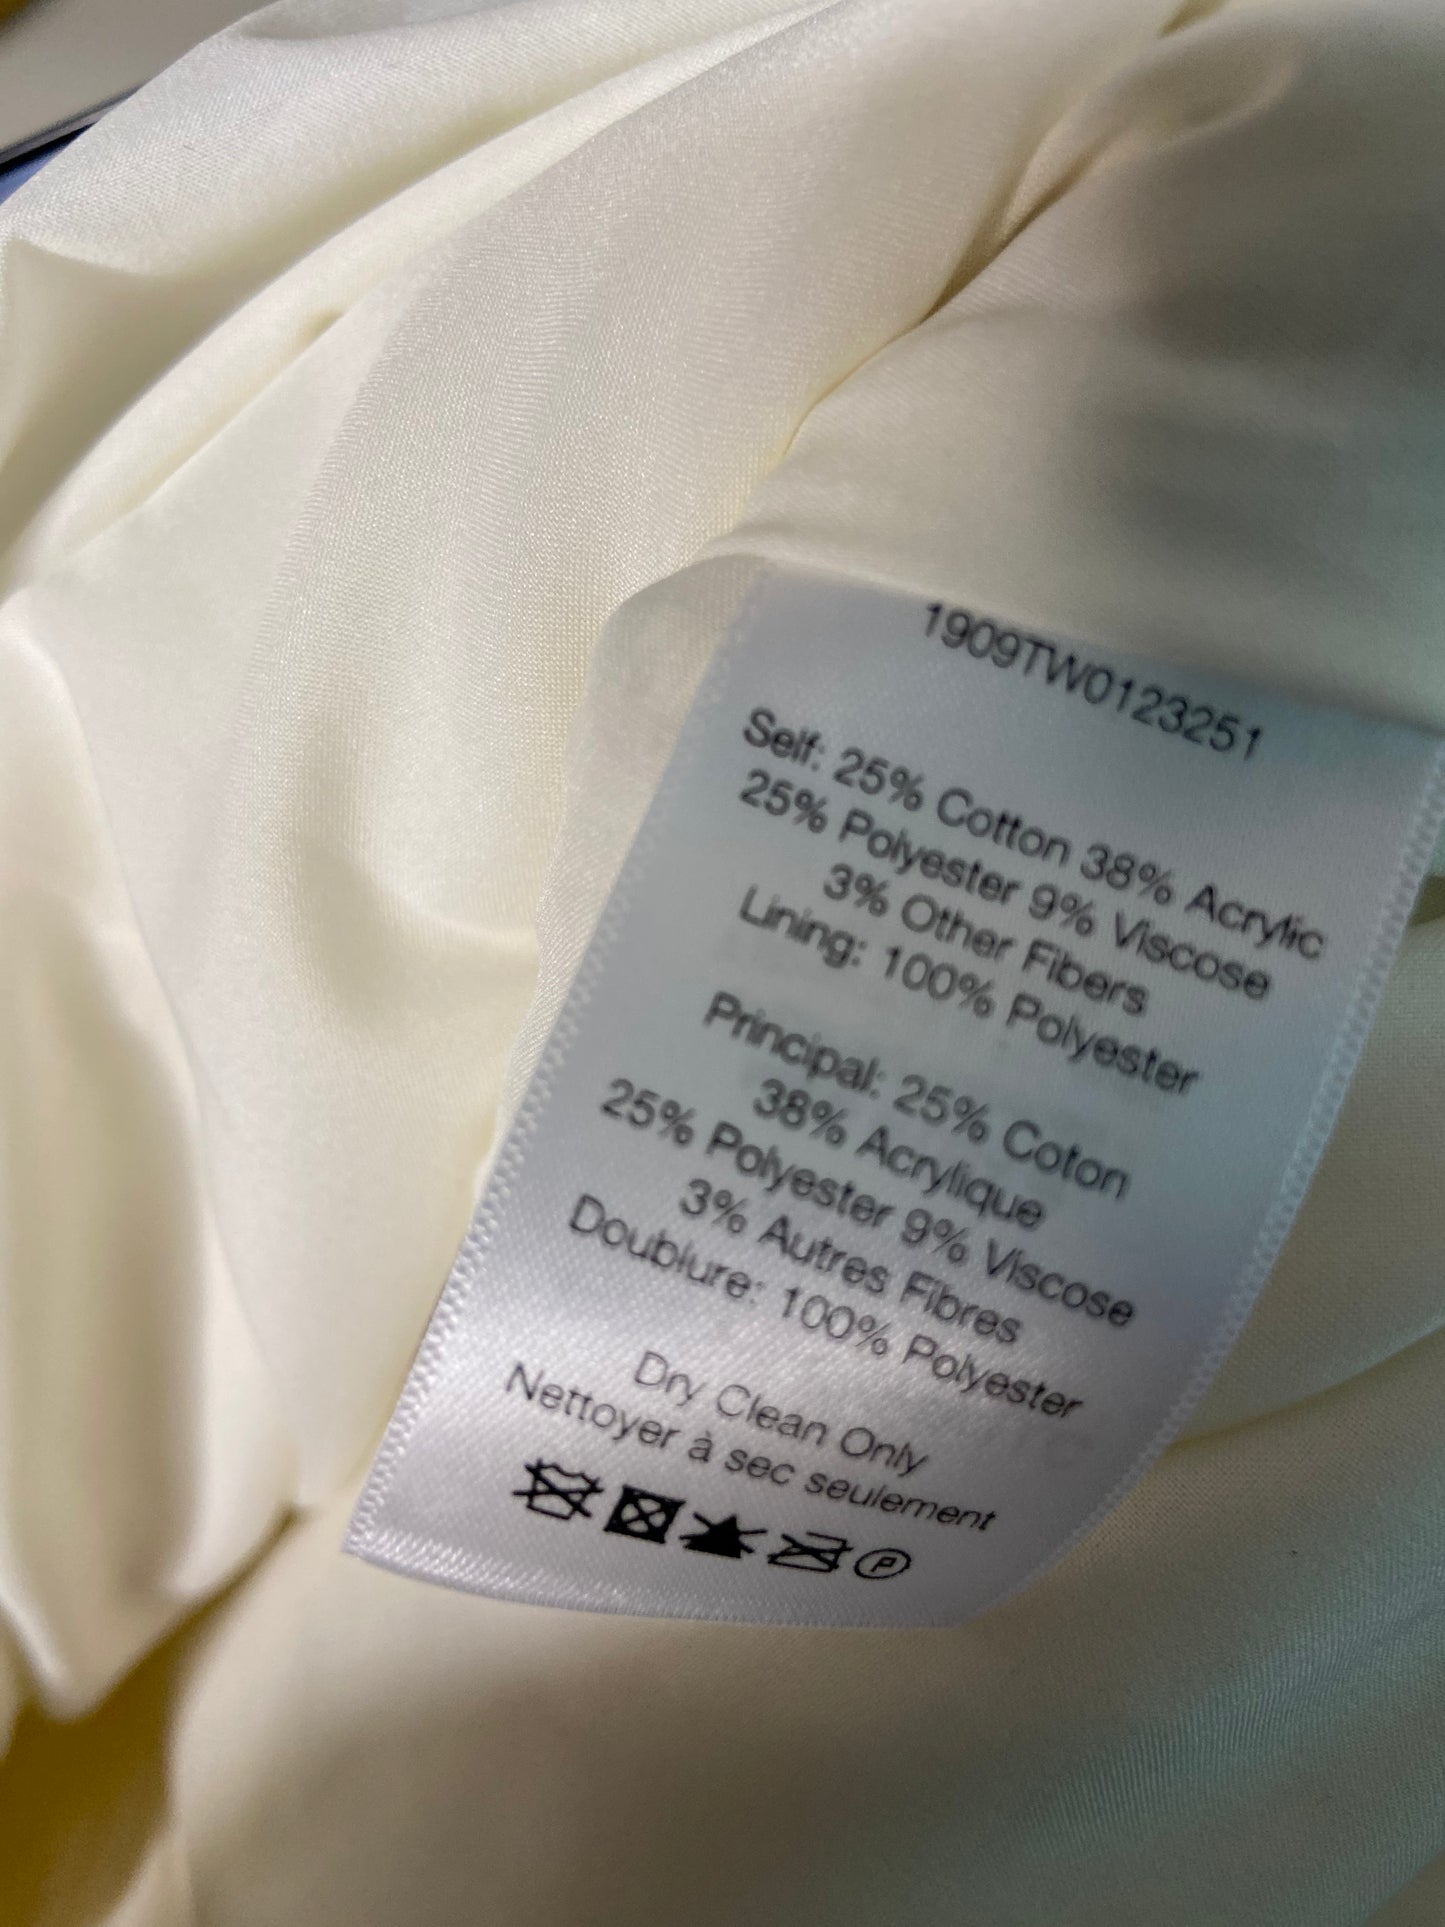 1909TW0123251
Self: 25% Cotton 38% Acrylic
25% Polyester 9% Viscose
3% Other Fibers
Lining: 100% Polyester
Principal: 25% Coton
38% Acrylique
25% Polyester 9% Viscose
3% Autres Fibres
Doublure: 100% Polyester
Dry Clean Only
Nettoyer à sec seulement
P